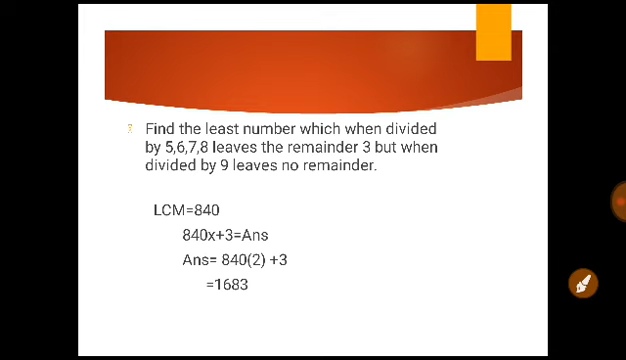 Find the least number which when divided
by 5,6,7,8 leaves the remainder 3 but when
divided by 9 leaves no remainder.
LCM=840
840x+3=Ans
Ans= 840(2) +3
=1683